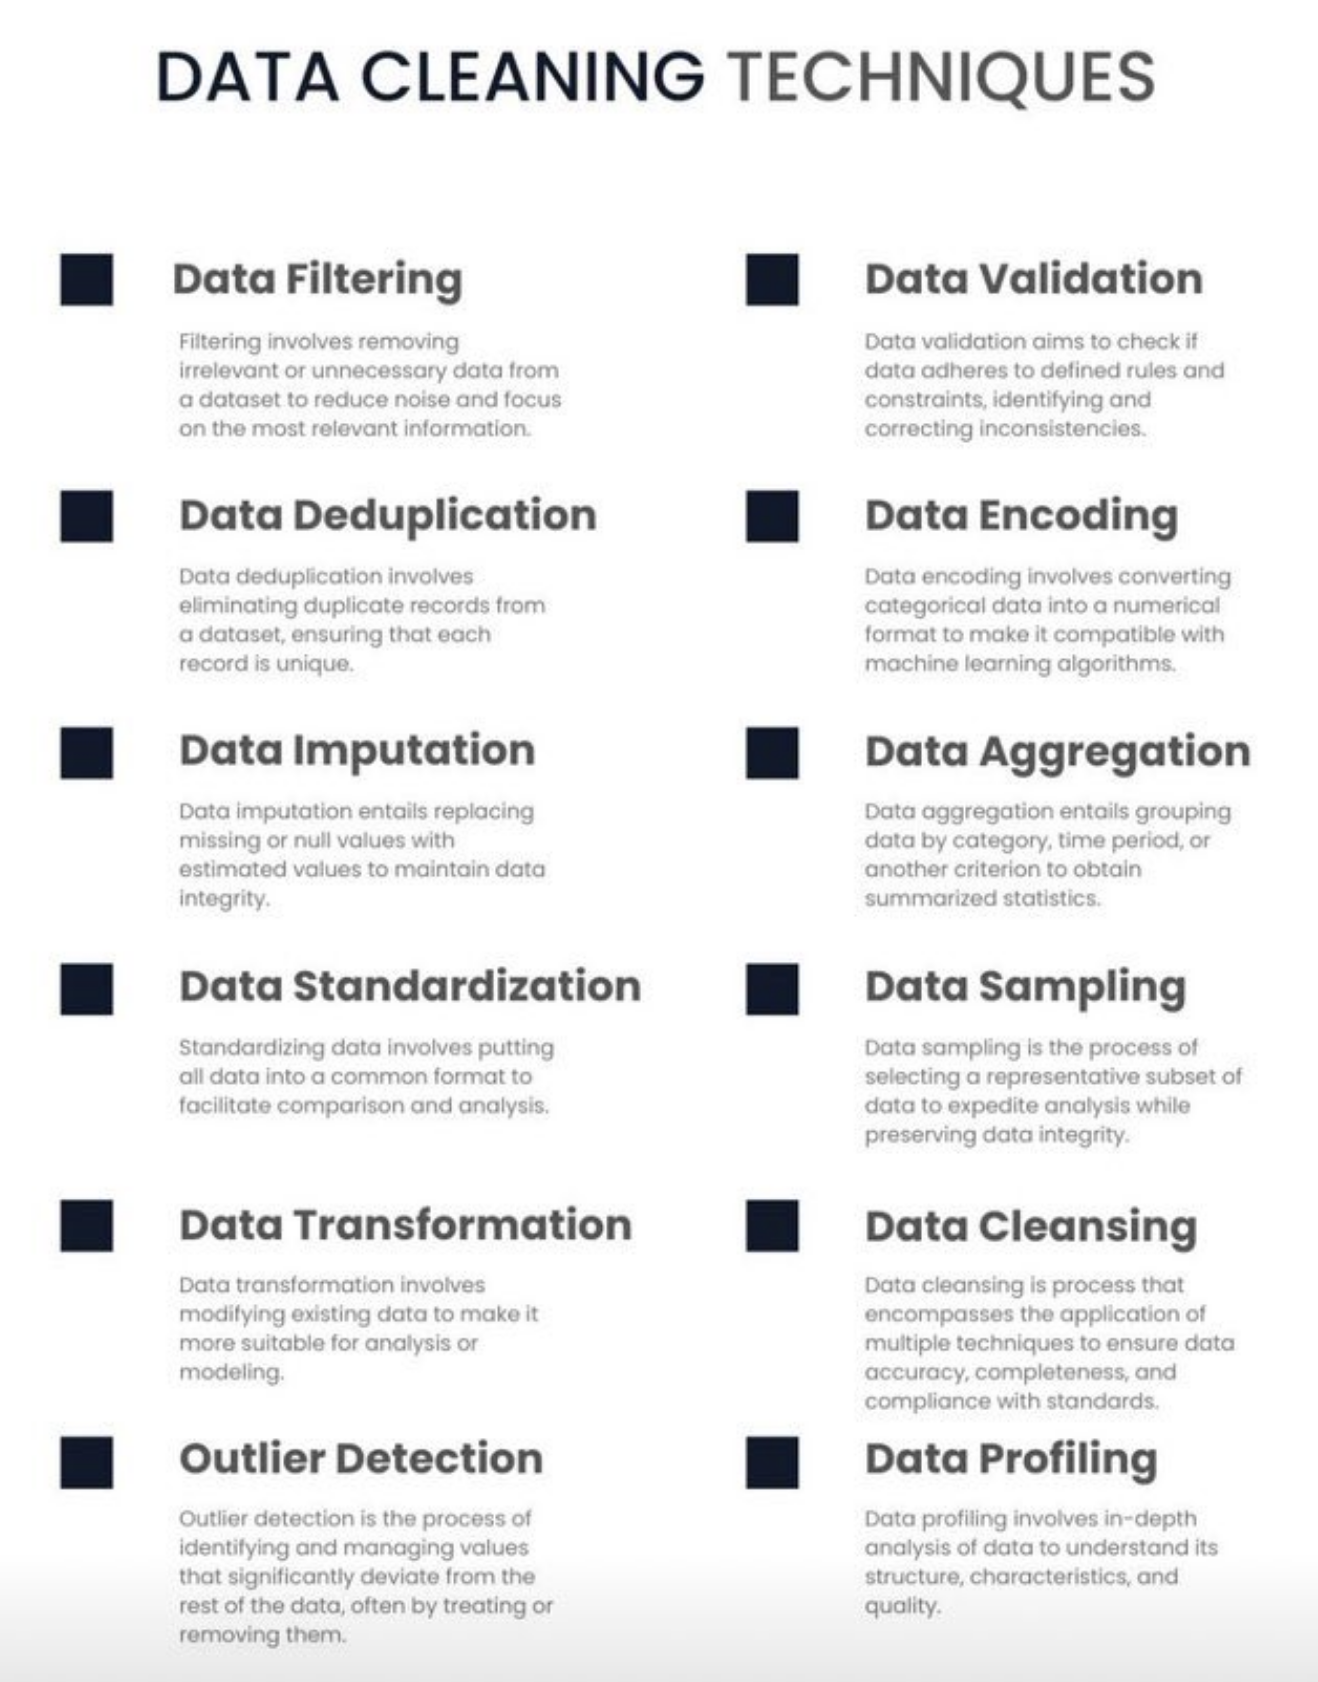 DATA CLEANING TECHNIQUES
Data Filtering
Filtering involves removing
irrelevant or unnecessary data from
a dataset to reduce noise and focus
on the most relevant information.
Data Deduplication
Data deduplication involves
eliminating duplicate records from
a dataset, ensuring that each
record is unique.
Data Imputation
Data imputation entails replacing
missing or null values with
estimated values to maintain data
integrity.
Data Standardization
Standardizing data involves putting
all data into a common format to
facilitate comparison and analysis.
Data Transformation
Data transformation involves
modifying existing data to make it
more suitable for analysis or
modeling.
Outlier Detection
Outlier detection is the process of
identifying and managing values
that significantly deviate from the
rest of the data, often by treating or
removing them.
Data Validation
Data validation aims to check if
data adheres to defined rules and
constraints, identifying and
correcting inconsistencies.
Data Encoding
Data encoding involves converting
categorical data into a numerical
format to make it compatible with
machine learning algorithms.
Data Aggregation
Data aggregation entails grouping
data by category, time period, or
another criterion to obtain
summarized statistics.
Data Sampling
Data sampling is the process of
selecting a representative subset of
data to expedite analysis while
preserving data integrity.
Data Cleansing
Data cleansing is process that
encompasses the application of
multiple techniques to ensure data
accuracy, completeness, and
compliance with standards.
Data Profiling
Data profiling involves in-depth
analysis of data to understand its
structure, characteristics, and
quality.